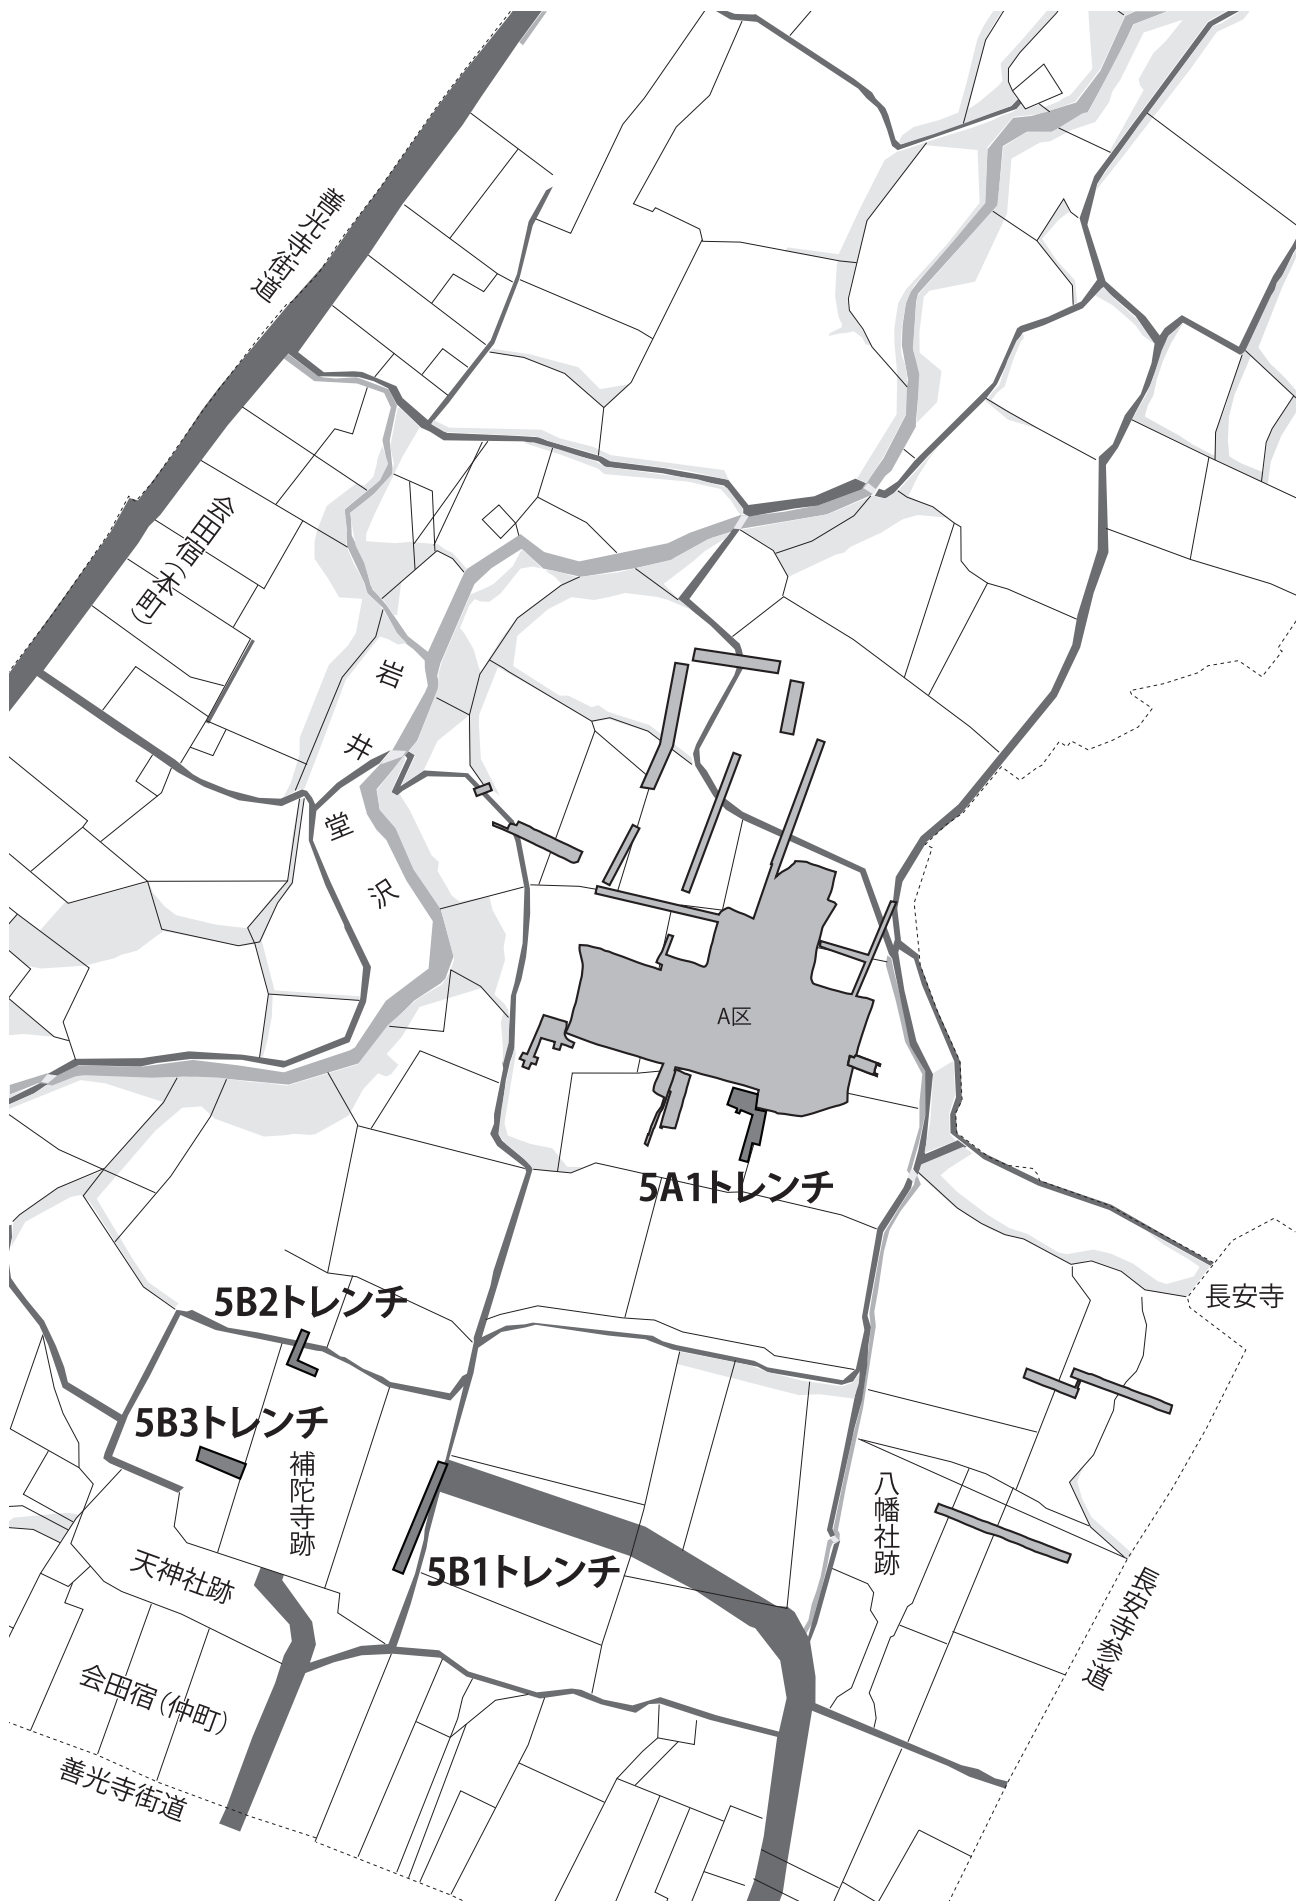 善光寺街道
会田宿(本町)
岩井堂沢
A区
5A1トレンチ
長安寺
5B2トレンチ
5B3トレンチ
補陀寺跡
八幡社跡
5B1トレンチ
天神社跡
長安寺参道
会田宿(仲町)
善光寺街道